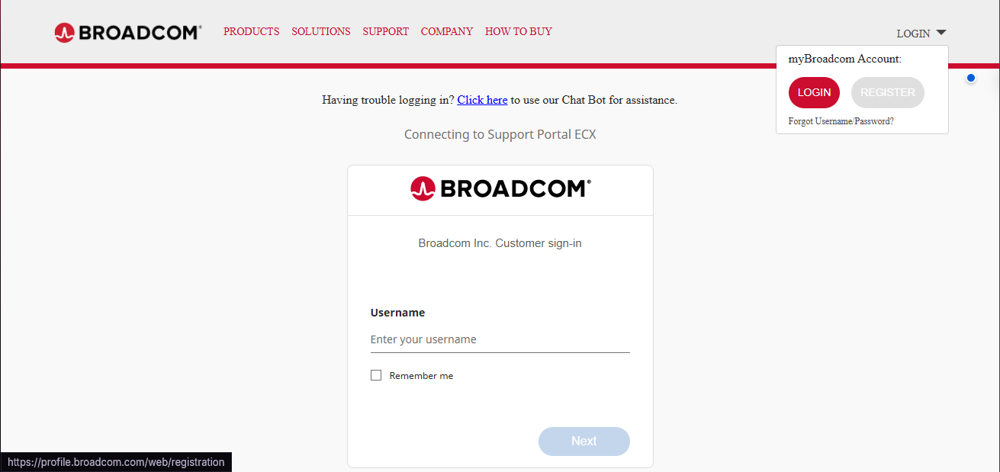 BROADCOM®
PRODUCTS SOLUTIONS SUPPORT COMPANY HOW TO BUY
LOGIN
myBroadcom Account:
LOGIN REGISTER
Forgot Username/Password?
Having trouble logging in? Click here to use our Chat Bot for assistance.
Connecting to Support Portal ECX
BROADCOM®
Broadcom Inc. Customer sign-in
Username
Enter your username
Remember me
Next
https://profile.broadcom.com/web/registration